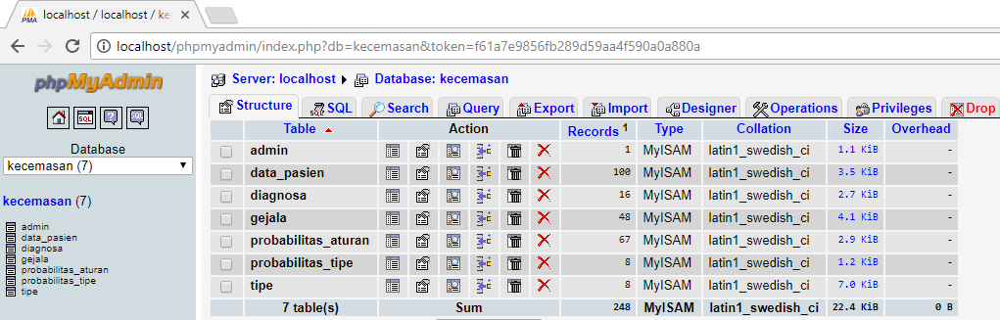 localhost / localhost / kec
localhost/phpmyadmin/index.php?db=kecemasan&token=f61a7e9856fb289d59aa4f590a0a880a
phpMyAdmin
Database
kecemasan (7)
kecemasan (7)
admin
data_pasien
diagnosa
gejala
probabilitas_aturan
probabilitas_tipe
tipe
Server: localhost Database: kecemasan
Structure SQL Search Query Export Import Designer Operations Privileges Drop
Table Action Records 1 Type Collation Size Overhead
admin 1 MyISAM latin1_swedish_ci 1.1 KiB -
data_pasien 100 MyISAM latin1_swedish_ci 3.5 KiB -
diagnosa 16 MyISAM latin1_swedish_ci 2.7 KiB -
gejala 48 MyISAM latin1_swedish_ci 4.1 KiB -
probabilitas_aturan 67 MyISAM latin1_swedish_ci 2.9 KiB -
probabilitas_tipe 8 MyISAM latin1_swedish_ci 1.2 KiB -
tipe 8 MyISAM latin1_swedish_ci 7.0 KiB -
7 table(s) Sum 248 MyISAM latin1_swedish_ci 22.4 KiB 0 B